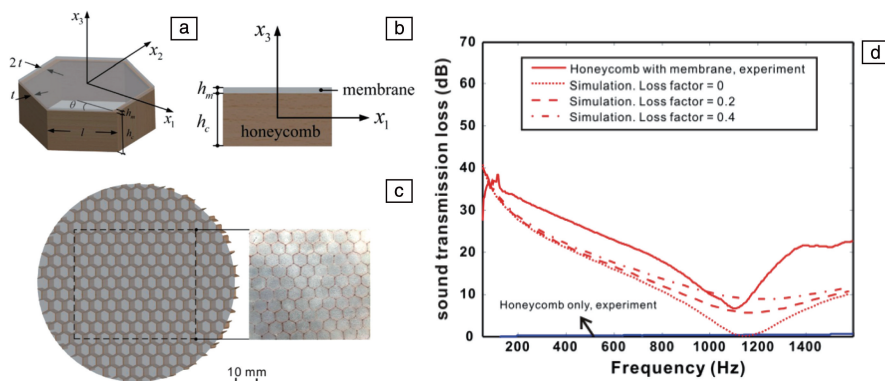 a
x₃
x₂
2t
t
θ
hₘ
x₁
l
b
x₃
hₘ
membrane
h_c
honeycomb
x₁
c
10 mm
d
sound transmission loss (dB)
70
60
50
40
30
20
10
0
Honeycomb with membrane, experiment
Simulation. Loss factor = 0
Simulation. Loss factor = 0.2
Simulation. Loss factor = 0.4
Honeycomb only, experiment
200 400 600 800 1000 1200 1400
Frequency (Hz)